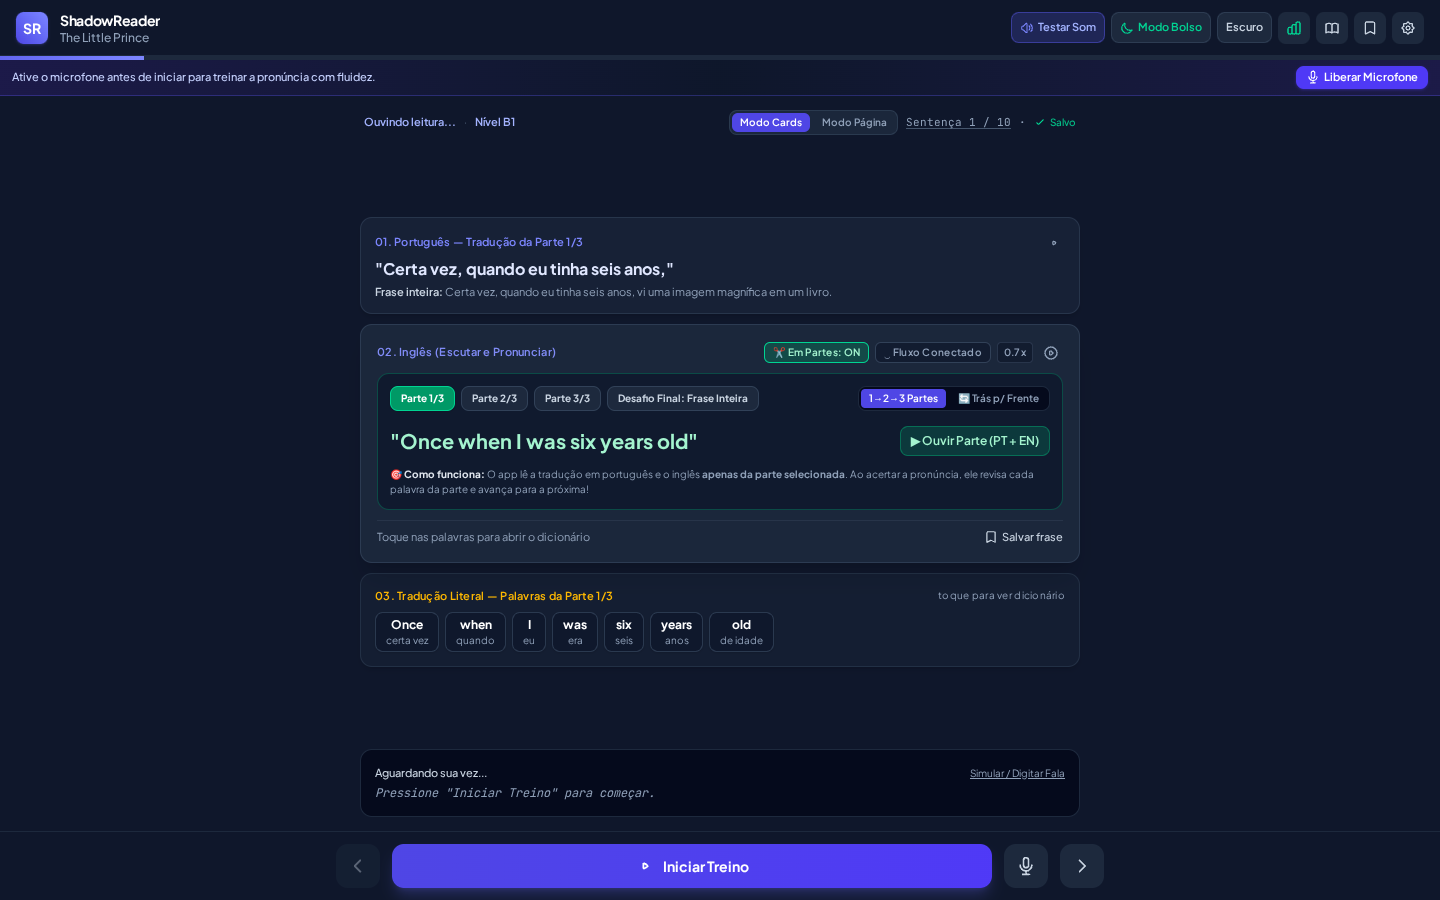 SR
ShadowReader
The Little Prince
Testar Som
Modo Bolso
Escuro
Ative o microfone antes de iniciar para treinar a pronúncia com fluidez.
Liberar Microfone
Ouvindo leitura... · Nível B1
Modo Cards
Modo Página
Sentença 1 / 10 · ✓ Salvo
01. Português — Tradução da Parte 1/3
"Certa vez, quando eu tinha seis anos,"
Frase inteira: Certa vez, quando eu tinha seis anos, vi uma imagem magnífica em um livro.
02. Inglês (Escutar e Pronunciar)
✂️ Em Partes: ON
‿ Fluxo Conectado
0.7x
Parte 1/3
Parte 2/3
Parte 3/3
Desafio Final: Frase Inteira
1→2→3 Partes
🔄 Trás p/ Frente
"Once when I was six years old"
▶ Ouvir Parte (PT + EN)
🎯 Como funciona: O app lê a tradução em português e o inglês apenas da parte selecionada. Ao acertar a pronúncia, ele revisa cada
palavra da parte e avança para a próxima!
Toque nas palavras para abrir o dicionário
Salvar frase
03. Tradução Literal — Palavras da Parte 1/3
toque para ver dicionário
Once when I was six years old
certa vez quando eu era seis anos de idade
Aguardando sua vez...
Simular / Digitar Fala
Pressione "Iniciar Treino" para começar.
Iniciar Treino